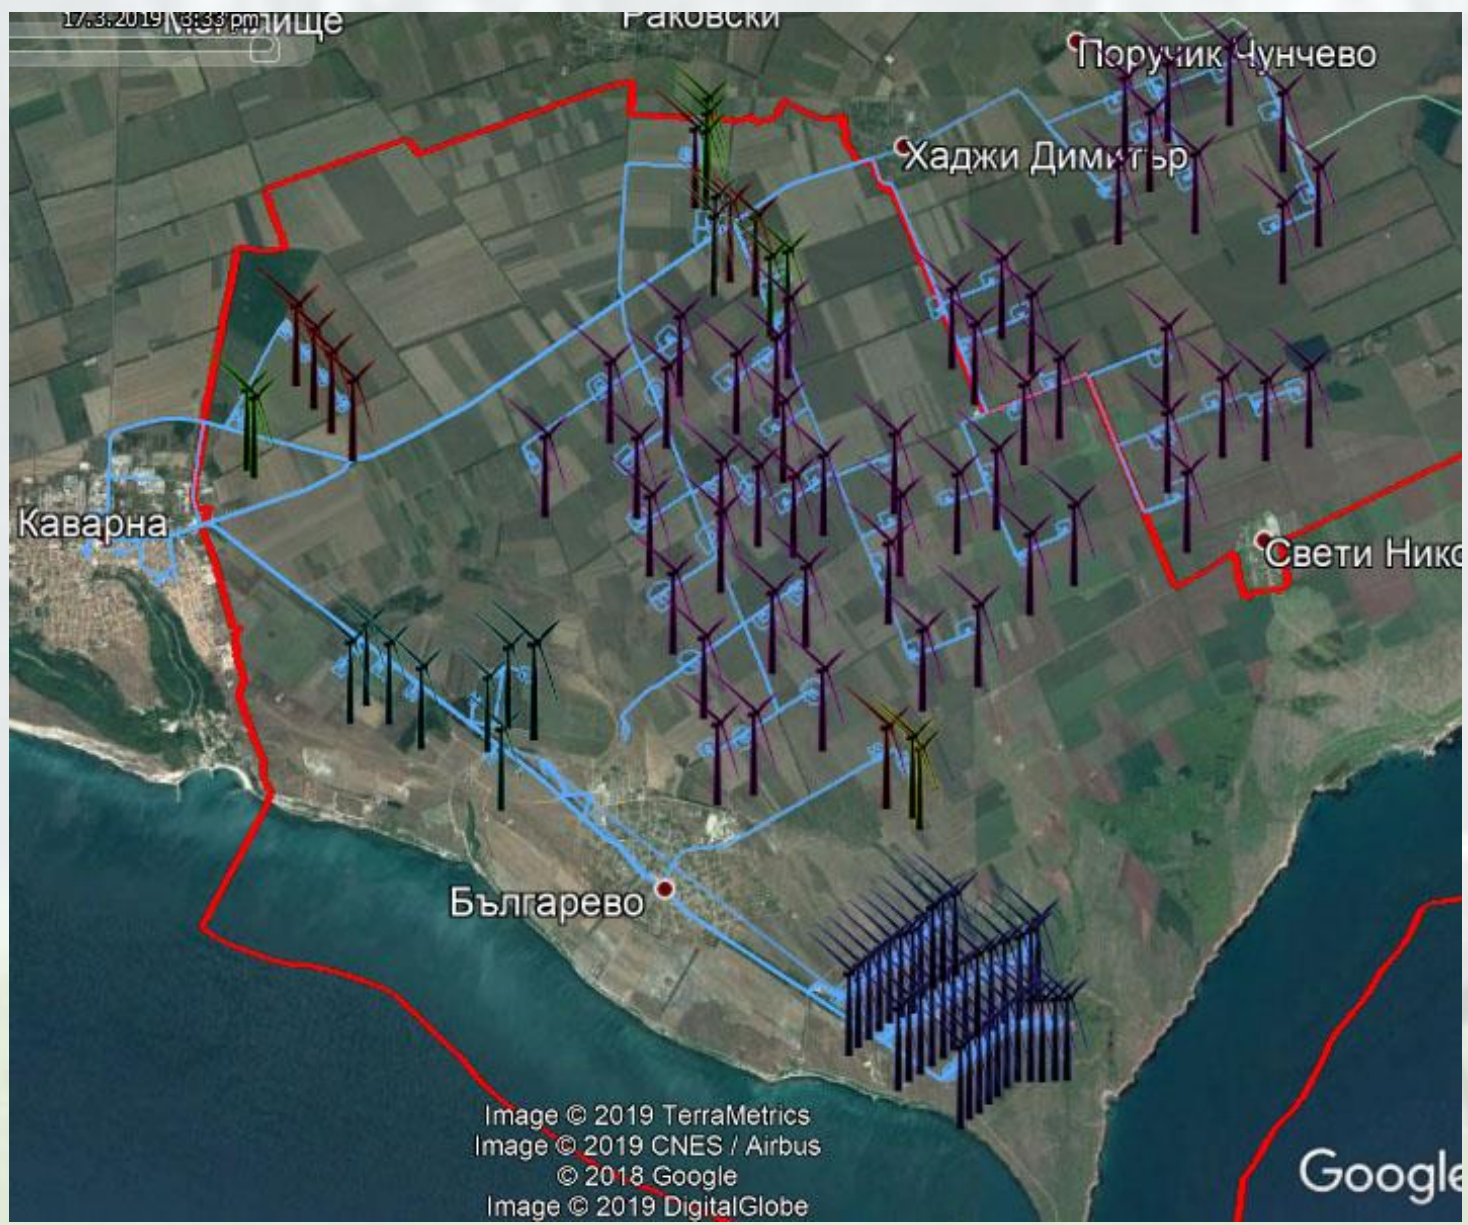 17.3.2019 3:33 pm
Раковски
Поручик Чунчево
Хаджи Димитър
Каварна
Свети Нико
Българево
Image © 2019 TerraMetrics
Image © 2019 CNES / Airbus
© 2018 Google
Image © 2019 DigitalGlobe
Google